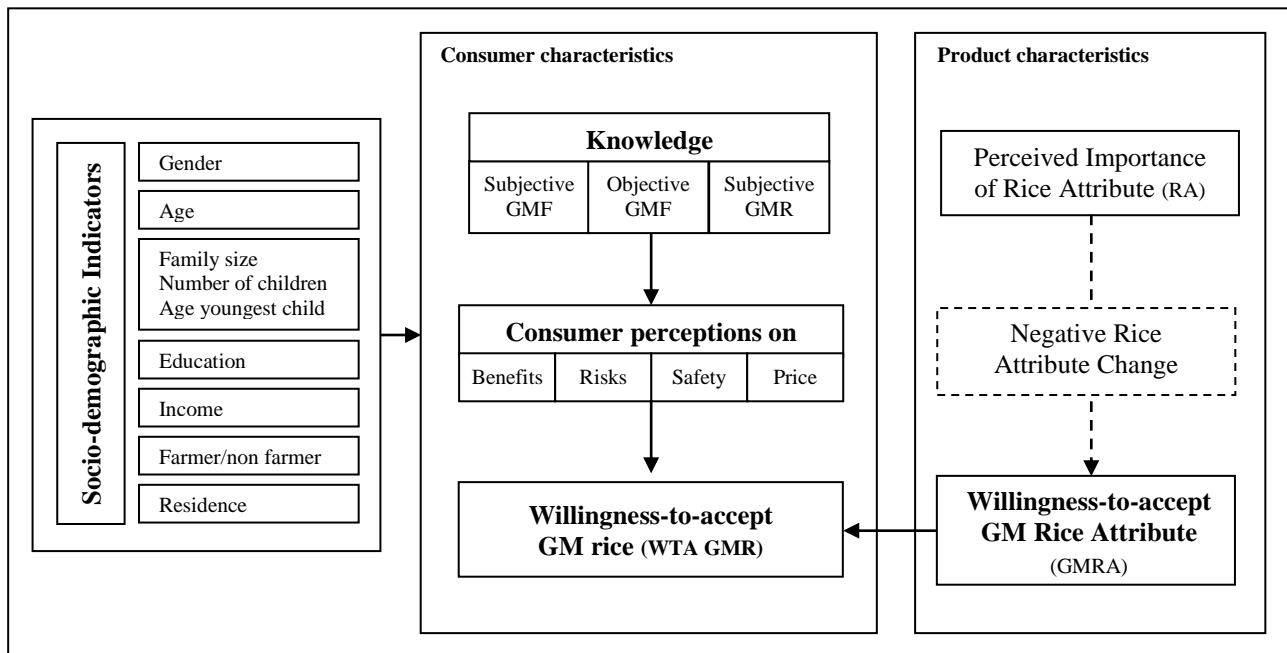 Socio-demographic Indicators
Gender
Age
Family size
Number of children
Age youngest child
Education
Income
Farmer/non farmer
Residence
Consumer characteristics
Knowledge
Subjective
GMF
Objective
GMF
Subjective
GMR
Consumer perceptions on
Benefits
Risks
Safety
Price
Willingness-to-accept
GM rice (WTA GMR)
Product characteristics
Perceived Importance
of Rice Attribute (RA)
Negative Rice
Attribute Change
Willingness-to-accept
GM Rice Attribute
(GMRA)